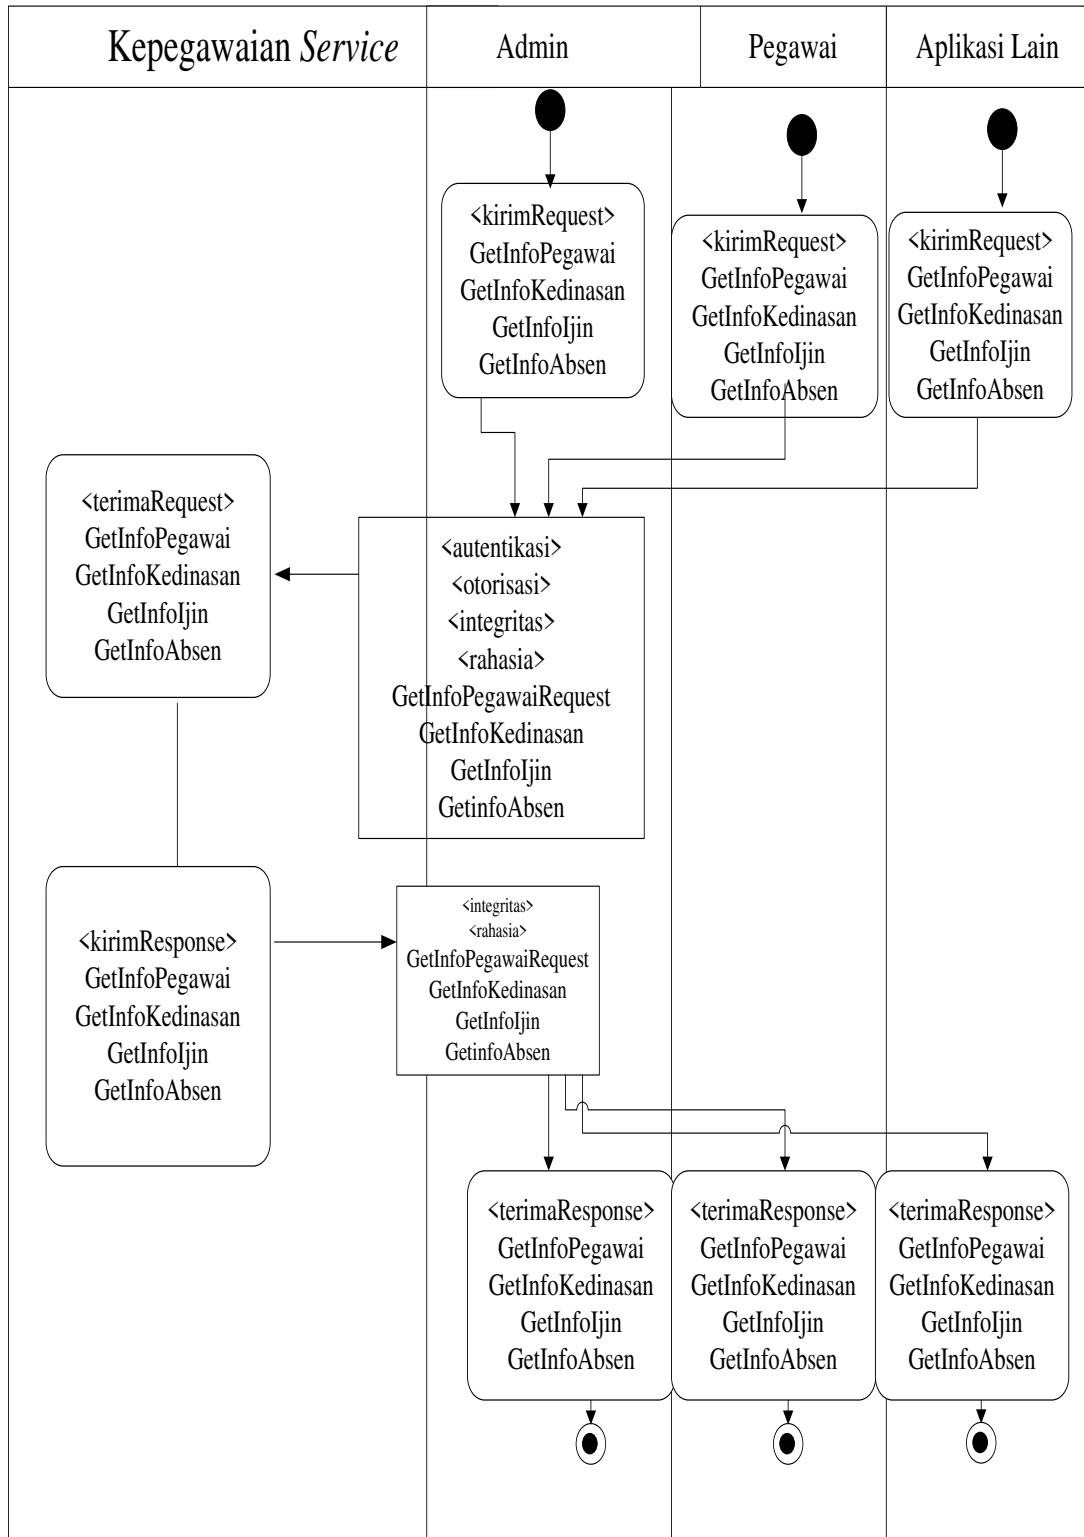 Kepegawaian Service
Admin
Pegawai
Aplikasi Lain
<kirimRequest>
GetInfoPegawai
GetInfoKedinasan
GetInfoIjin
GetInfoAbsen
<kirimRequest>
GetInfoPegawai
GetInfoKedinasan
GetInfoIjin
GetInfoAbsen
<kirimRequest>
GetInfoPegawai
GetInfoKedinasan
GetInfoIjin
GetInfoAbsen
<terimaRequest>
GetInfoPegawai
GetInfoKedinasan
GetInfoIjin
GetInfoAbsen
<autentikasi>
<otorisasi>
<integritas>
<rahasia>
GetInfoPegawaiRequest
GetInfoKedinasan
GetInfoIjin
GetinfoAbsen
<kirimResponse>
GetInfoPegawai
GetInfoKedinasan
GetInfoIjin
GetInfoAbsen
<integritas>
<rahasia>
GetInfoPegawaiRequest
GetInfoKedinasan
GetInfoIjin
GetinfoAbsen
<terimaResponse>
GetInfoPegawai
GetInfoKedinasan
GetInfoIjin
GetInfoAbsen
<terimaResponse>
GetInfoPegawai
GetInfoKedinasan
GetInfoIjin
GetInfoAbsen
<terimaResponse>
GetInfoPegawai
GetInfoKedinasan
GetInfoIjin
GetInfoAbsen